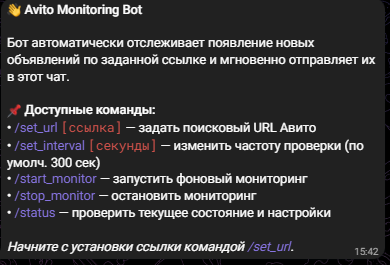 👋 Avito Monitoring Bot
Бот автоматически отслеживает появление новых
объявлений по заданной ссылке и мгновенно отправляет их
в этот чат.
📌 Доступные команды:
• /set_url [ссылка] — задать поисковый URL Авито
• /set_interval [секунды] — изменить частоту проверки (по
умолч. 300 сек)
• /start_monitor — запустить фоновый мониторинг
• /stop_monitor — остановить мониторинг
• /status — проверить текущее состояние и настройки
Начните с установки ссылки командой /set_url.
15:42